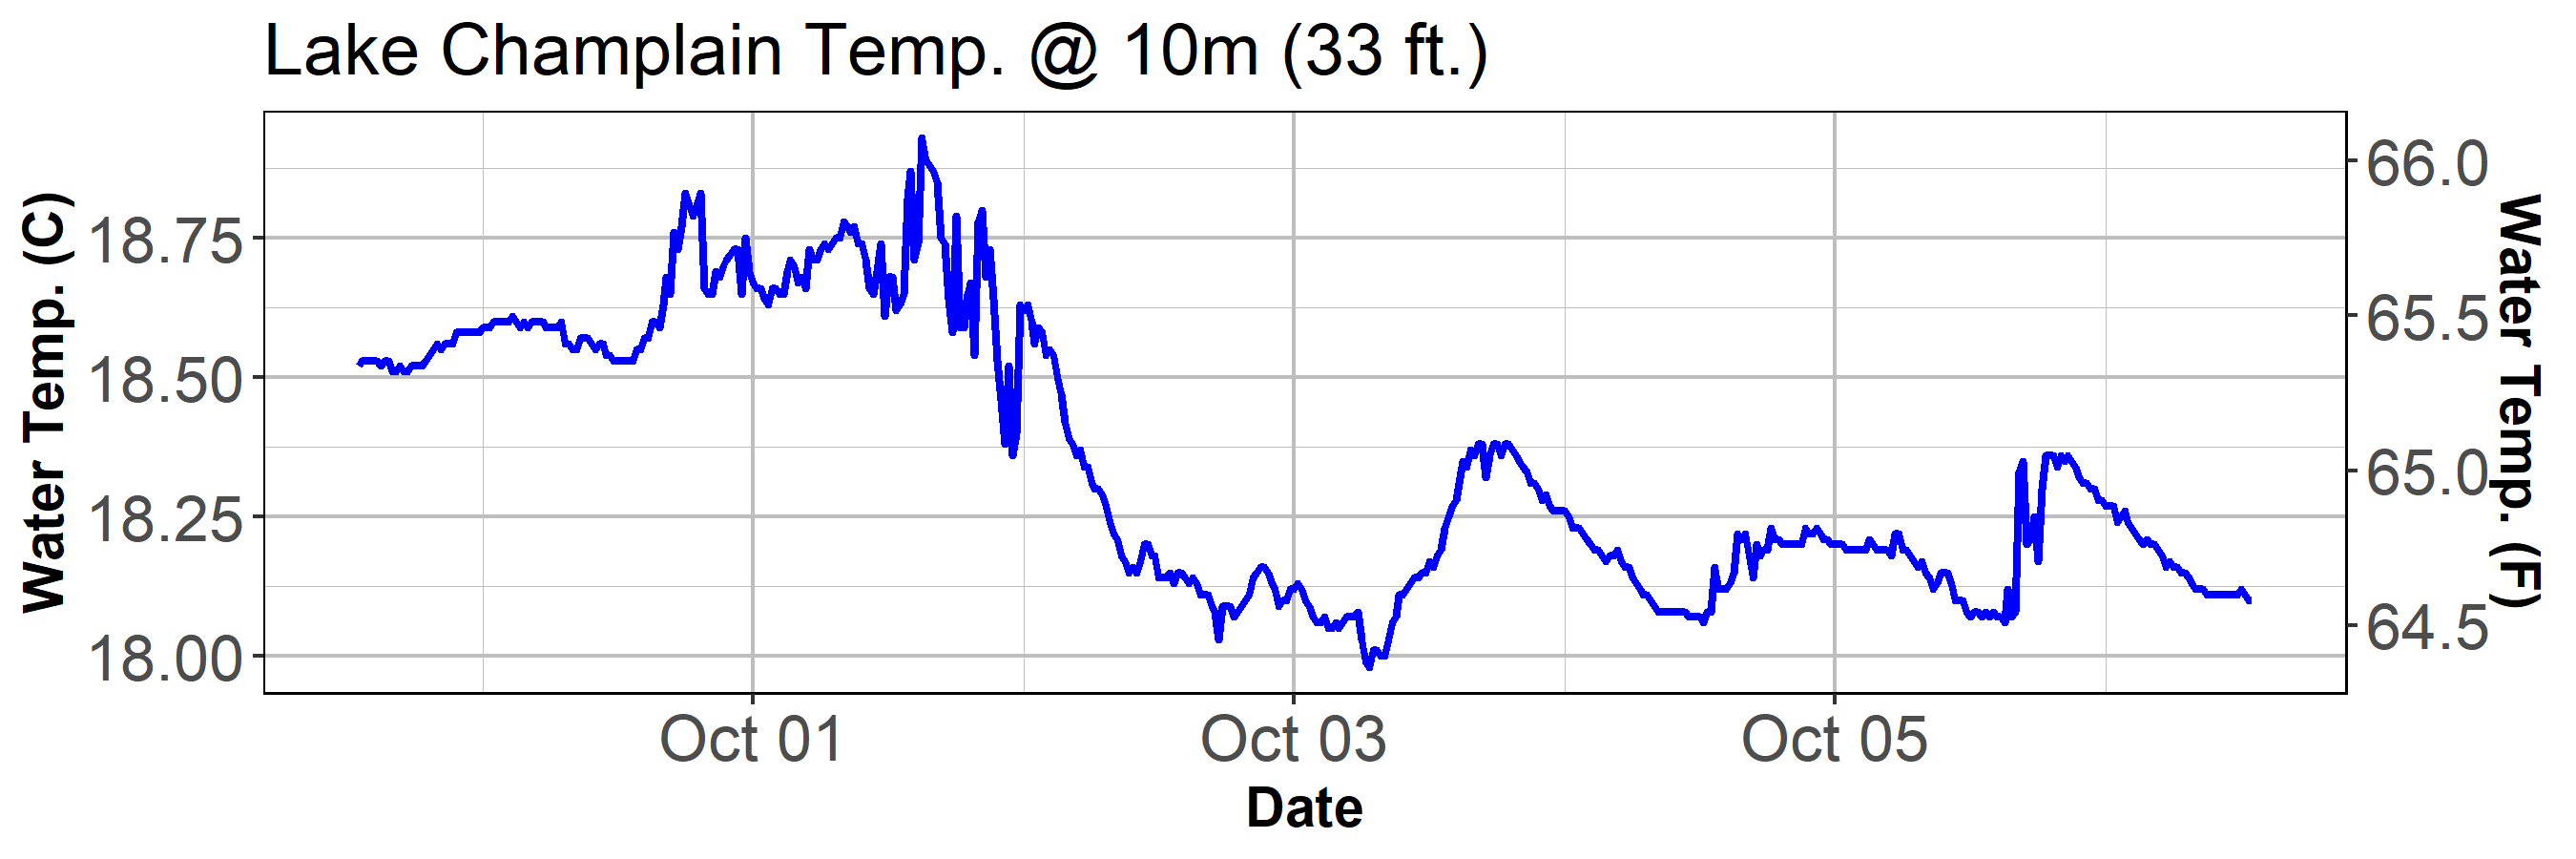 Lake Champlain Temp. @ 10m (33 ft.)
Water Temp. (C)
18.75
18.50
18.25
18.00
66.0
65.5
65.0
64.5
Water Temp. (F)
Oct 01 Oct 03 Oct 05
Date